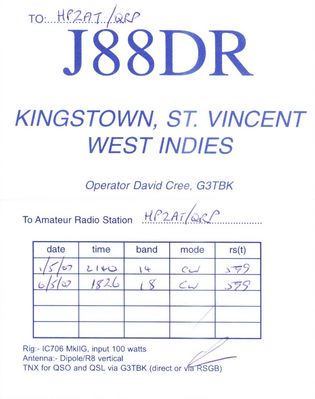 TO: HP2AT/QRP
J88DR
KINGSTOWN, ST. VINCENT
WEST INDIES
Operator David Cree, G3TBK
To Amateur Radio Station HP2AT/QRP
date time band mode rs(t)
1/5/07 2140 14 CW 599
6/5/07 1826 18 CW 599
Rig:- IC706 MkIIG, input 100 watts
Antenna:- Dipole/R8 vertical
TNX for QSO and QSL via G3TBK (direct or via RSGB)